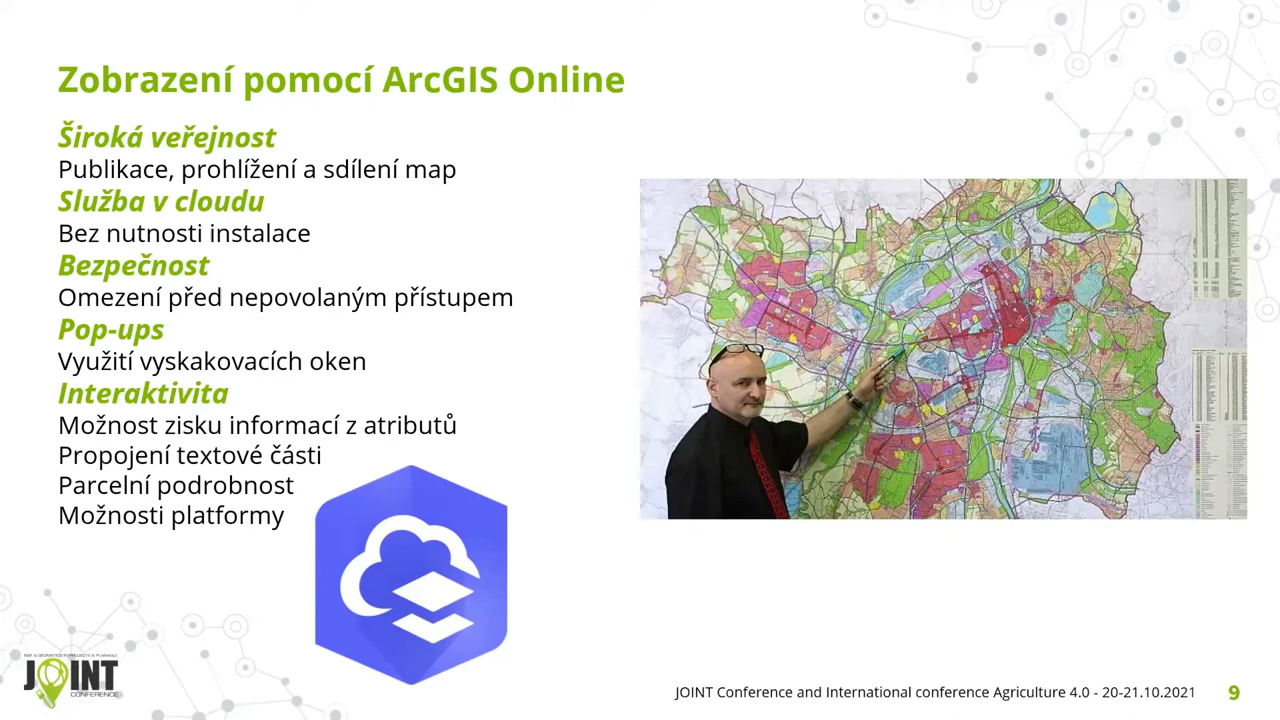 Zobrazení pomocí ArcGIS Online
Široká veřejnost
Publikace, prohlížení a sdílení map
Služba v cloudu
Bez nutnosti instalace
Bezpečnost
Omezení před nepovolaným přístupem
Pop-ups
Využití vyskakovacích oken
Interaktivita
Možnost zisku informací z atributů
Propojení textové části
Parcelní podrobnost
Možnosti platformy
JOINT
CONFERENCE
JOINT Conference and International conference Agriculture 4.0 - 20-21.10.2021
9